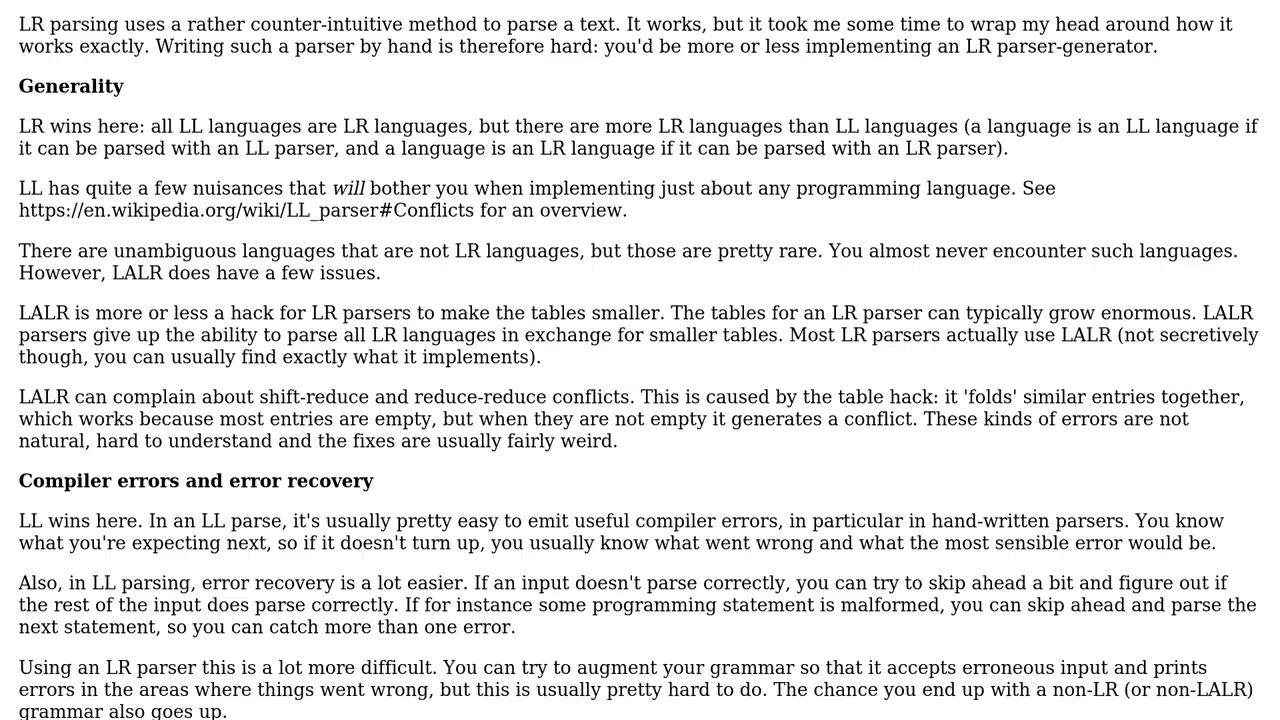 LR parsing uses a rather counter-intuitive method to parse a text. It works, but it took me some time to wrap my head around how it
works exactly. Writing such a parser by hand is therefore hard: you'd be more or less implementing an LR parser-generator.
Generality
LR wins here: all LL languages are LR languages, but there are more LR languages than LL languages (a language is an LL language if
it can be parsed with an LL parser, and a language is an LR language if it can be parsed with an LR parser).
LL has quite a few nuisances that will bother you when implementing just about any programming language. See
https://en.wikipedia.org/wiki/LL_parser#Conflicts for an overview.
There are unambiguous languages that are not LR languages, but those are pretty rare. You almost never encounter such languages.
However, LALR does have a few issues.
LALR is more or less a hack for LR parsers to make the tables smaller. The tables for an LR parser can typically grow enormous. LALR
parsers give up the ability to parse all LR languages in exchange for smaller tables. Most LR parsers actually use LALR (not secretively
though, you can usually find exactly what it implements).
LALR can complain about shift-reduce and reduce-reduce conflicts. This is caused by the table hack: it 'folds' similar entries together,
which works because most entries are empty, but when they are not empty it generates a conflict. These kinds of errors are not
natural, hard to understand and the fixes are usually fairly weird.
Compiler errors and error recovery
LL wins here. In an LL parse, it's usually pretty easy to emit useful compiler errors, in particular in hand-written parsers. You know
what you're expecting next, so if it doesn't turn up, you usually know what went wrong and what the most sensible error would be.
Also, in LL parsing, error recovery is a lot easier. If an input doesn't parse correctly, you can try to skip ahead a bit and figure out if
the rest of the input does parse correctly. If for instance some programming statement is malformed, you can skip ahead and parse the
next statement, so you can catch more than one error.
Using an LR parser this is a lot more difficult. You can try to augment your grammar so that it accepts erroneous input and prints
errors in the areas where things went wrong, but this is usually pretty hard to do. The chance you end up with a non-LR (or non-LALR)
grammar also goes up.